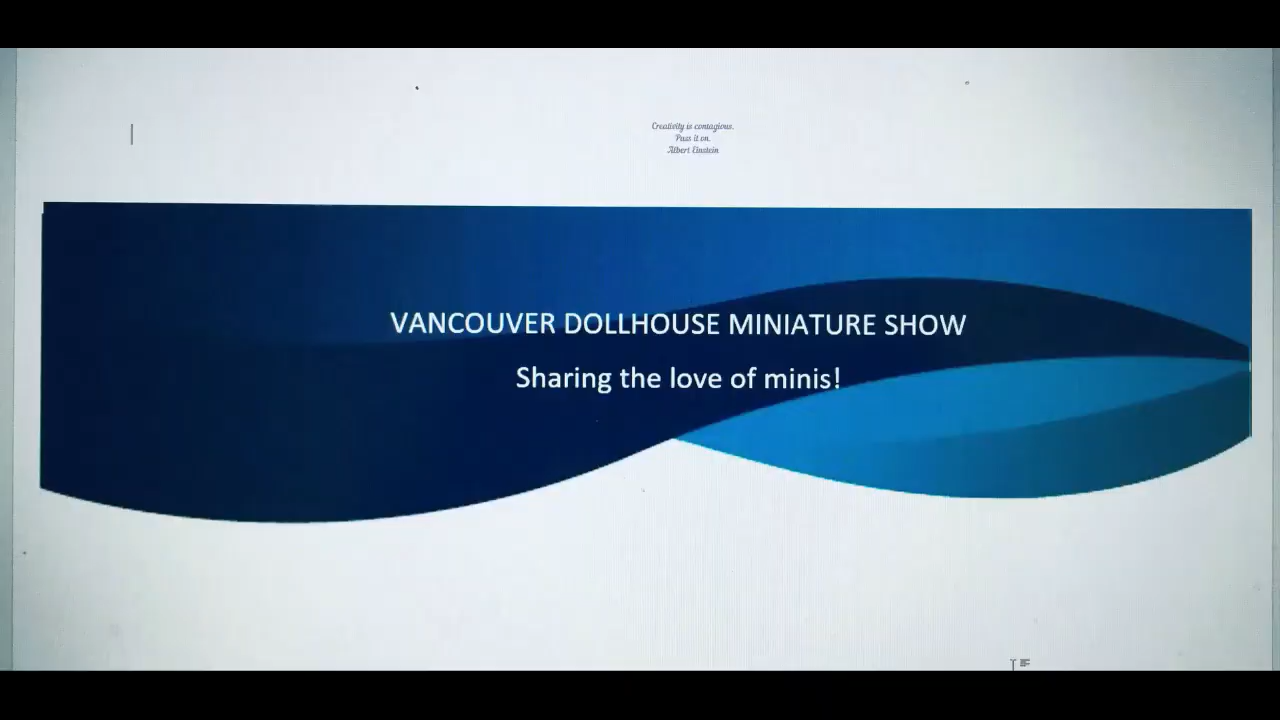 Creativity is contagious.
Pass it on.
Albert Einstein
VANCOUVER DOLLHOUSE MINIATURE SHOW
Sharing the love of minis!